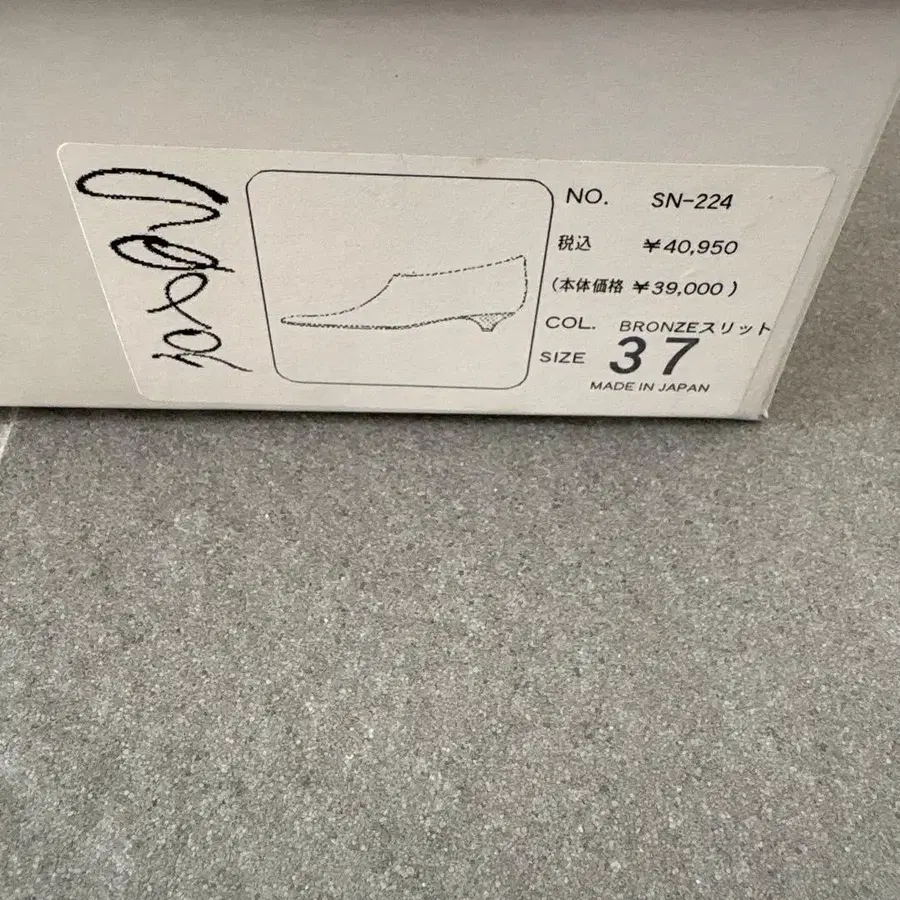 NO. SN-224
税込 ¥40,950
(本体価格 ¥39,000)
COL. BRONZEスリット
SIZE 37
MADE IN JAPAN